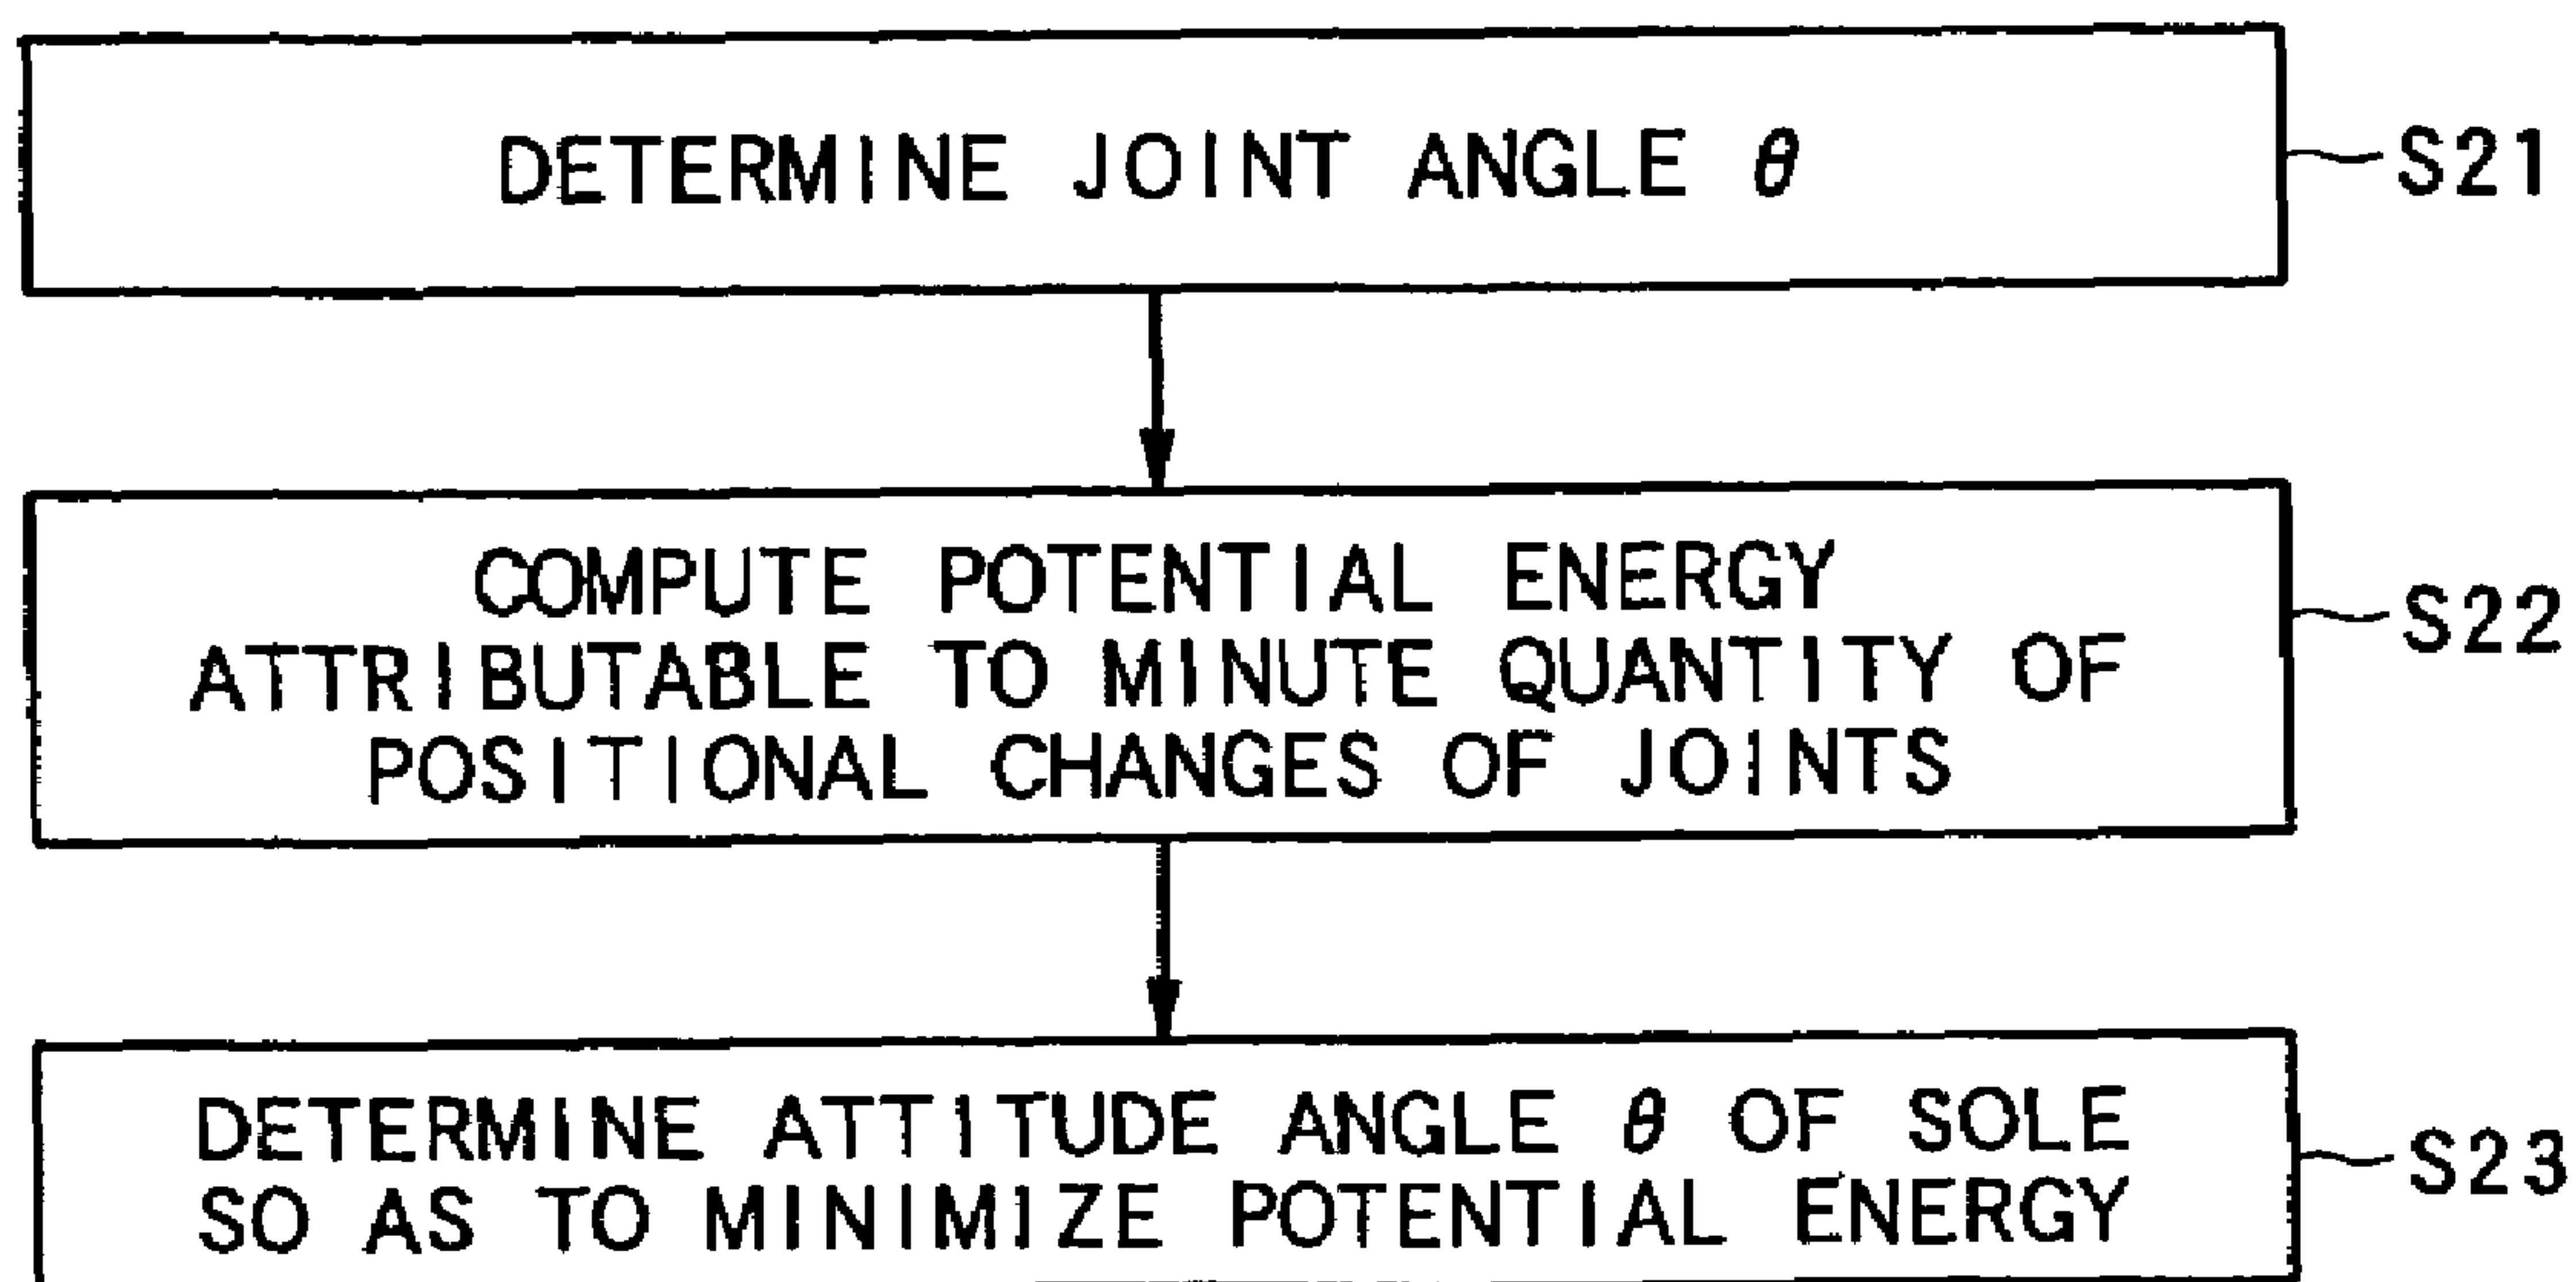 DETERMINE JOINT ANGLE θ
S21
COMPUTE POTENTIAL ENERGY
ATTRIBUTABLE TO MINUTE QUANTITY OF
POSITIONAL CHANGES OF JOINTS
S22
DETERMINE ATTITUDE ANGLE θ OF SOLE
SO AS TO MINIMIZE POTENTIAL ENERGY
S23